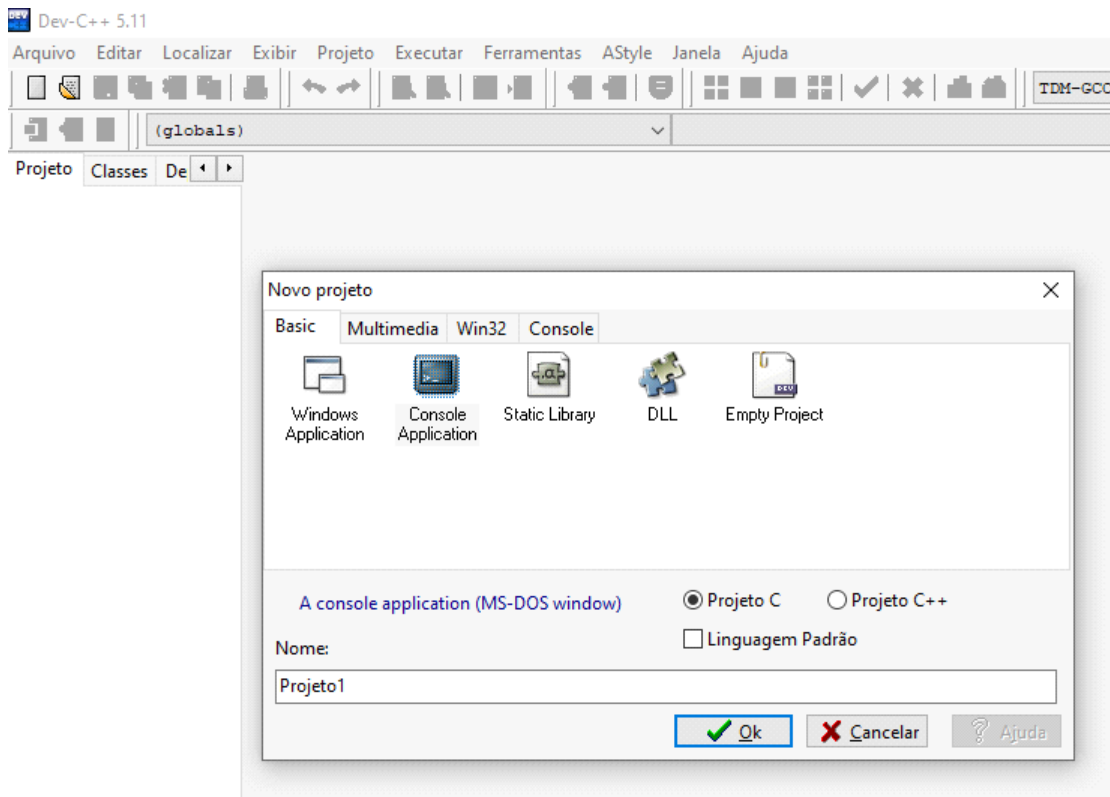 Dev-C++ 5.11
Arquivo Editar Localizar Exibir Projeto Executar Ferramentas AStyle Janela Ajuda
TDM-GCC
(globals)
Projeto Classes De
Novo projeto
Basic Multimedia Win32 Console
Windows
Application
Console
Application
Static Library
DLL
Empty Project
A console application (MS-DOS window)
Projeto C Projeto C++
Linguagem Padrão
Nome:
Projeto1
Ok Cancelar Ajuda